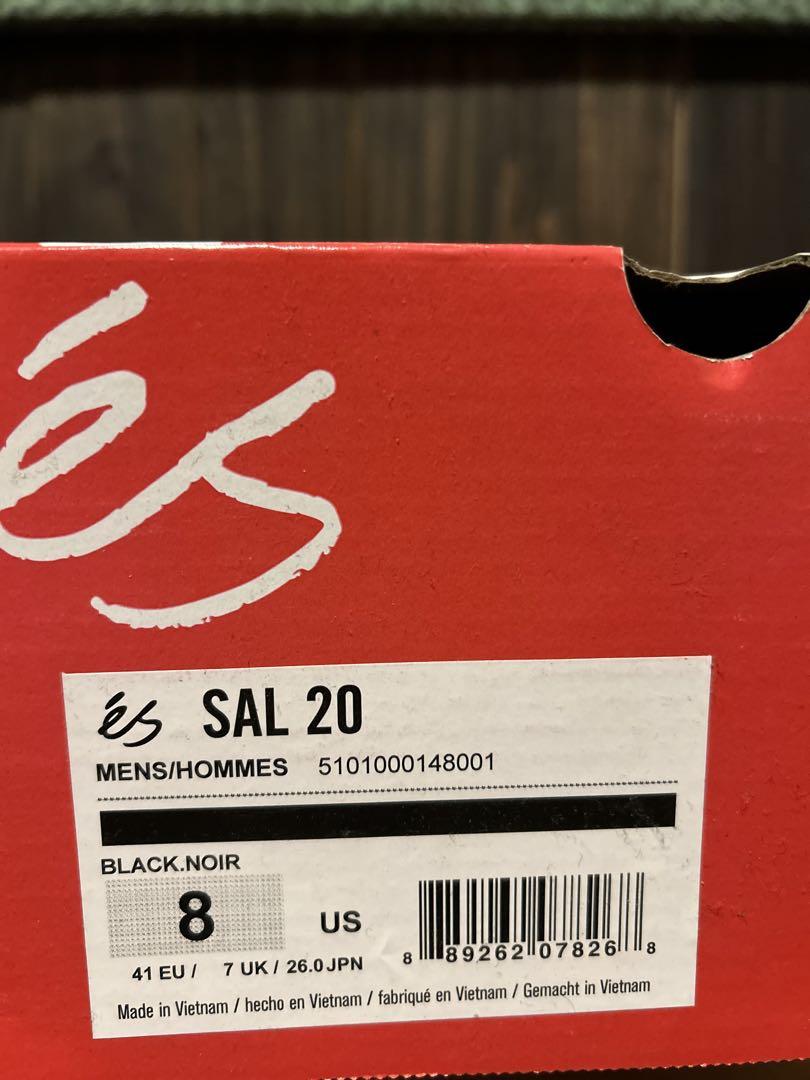 és
és SAL 20
MENS/HOMMES 5101000148001
BLACK.NOIR
8 US
41 EU / 7 UK / 26.0 JPN
8 89262 07826 8
Made in Vietnam / hecho en Vietnam / fabriqué en Vietnam / Gemacht in Vietnam